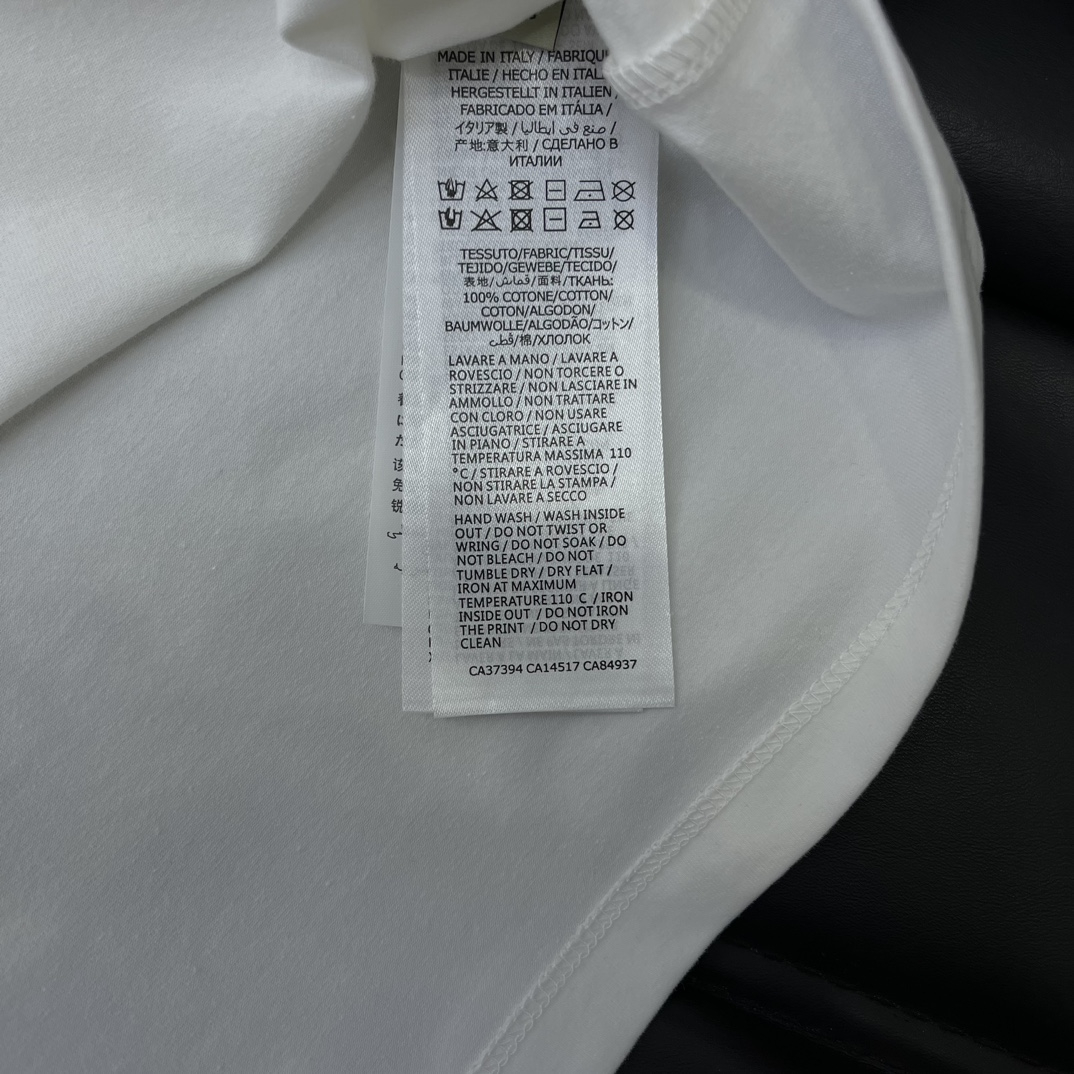 MADE IN ITALY / FABRIQU
ITALIE / HECHO EN ITAL
HERGESTELLT IN ITALIEN /
FABRICADO EM ITÁLIA /
イタリア製 / صنع في ايطاليا /
产地:意大利 / СДЕЛАНО В
ИТАЛИИ
TESSUTO/FABRIC/TISSU/
TEJIDO/GEWEBE/TECIDO/
表地/قماش/面料/ТКАНЬ:
100% COTONE/COTTON/
COTON/ALGODON/
BAUMWOLLE/ALGODÃO/コットン/
قطن/棉/ХЛОПОК
LAVARE A MANO / LAVARE A
ROVESCIO / NON TORCERE O
STRIZZARE / NON LASCIARE IN
AMMOLLO / NON TRATTARE
CON CLORO / NON USARE
ASCIUGATRICE / ASCIUGARE
IN PIANO / STIRARE A
TEMPERATURA MASSIMA 110
°C / STIRARE A ROVESCIO /
NON STIRARE LA STAMPA /
NON LAVARE A SECCO
HAND WASH / WASH INSIDE
OUT / DO NOT TWIST OR
WRING / DO NOT SOAK / DO
NOT BLEACH / DO NOT
TUMBLE DRY / DRY FLAT /
IRON AT MAXIMUM
TEMPERATURE 110 C / IRON
INSIDE OUT / DO NOT IRON
THE PRINT / DO NOT DRY
CLEAN
CA37394 CA14517 CA84937